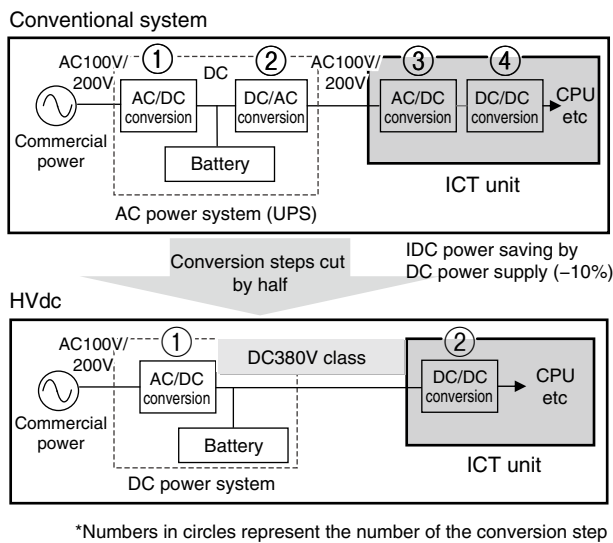 Conventional system
AC100V/
200V
①
DC
②
AC100V/
200V
③
④
AC/DC
conversion
DC/AC
conversion
AC/DC
conversion
DC/DC
conversion
CPU
etc
Commercial
power
Battery
ICT unit
AC power system (UPS)
Conversion steps cut
by half
IDC power saving by
DC power supply (−10%)
HVdc
AC100V/
200V
①
DC380V class
②
AC/DC
conversion
DC/DC
conversion
CPU
etc
Commercial
power
Battery
ICT unit
DC power system
*Numbers in circles represent the number of the conversion step